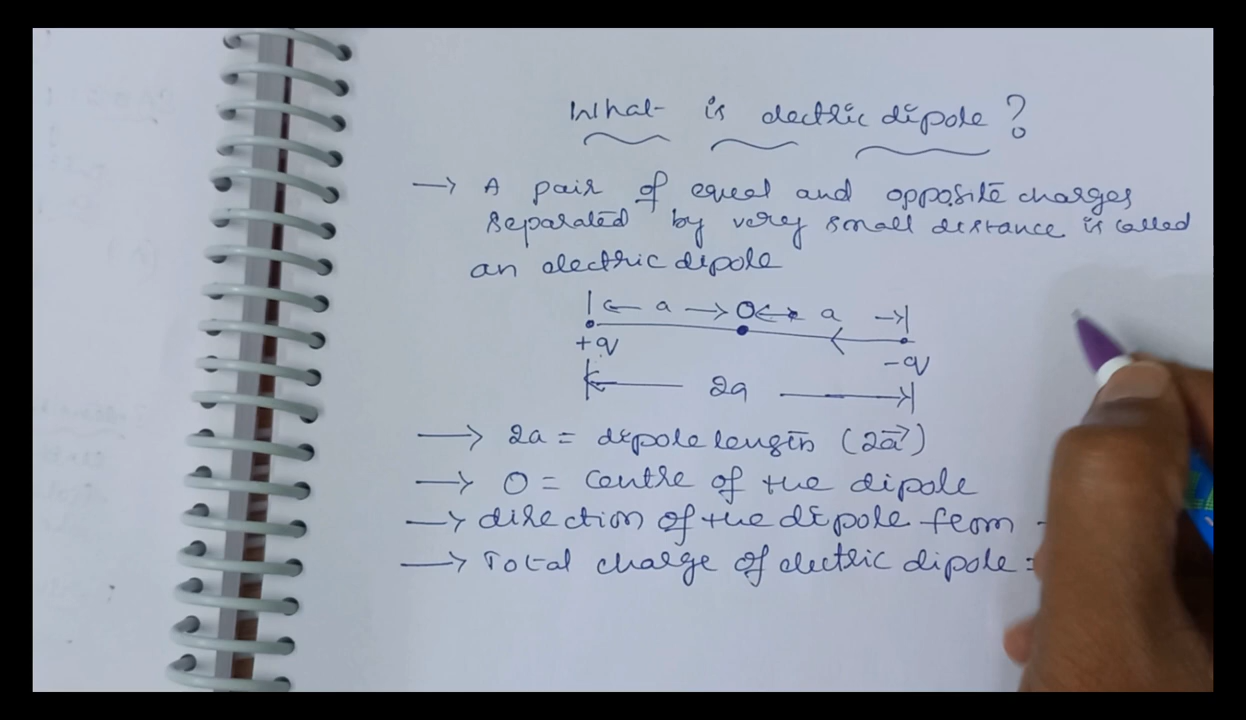 What is electric dipole?
→ A pair of equal and opposite charges
separated by very small distance is called
an electric dipole
← a → O ↔ a →
+q -q
2a
→ 2a = dipole length (2a⃗)
→ O = centre of the dipole
→ direction of the dipole from -
→ Total charge of electric dipole =